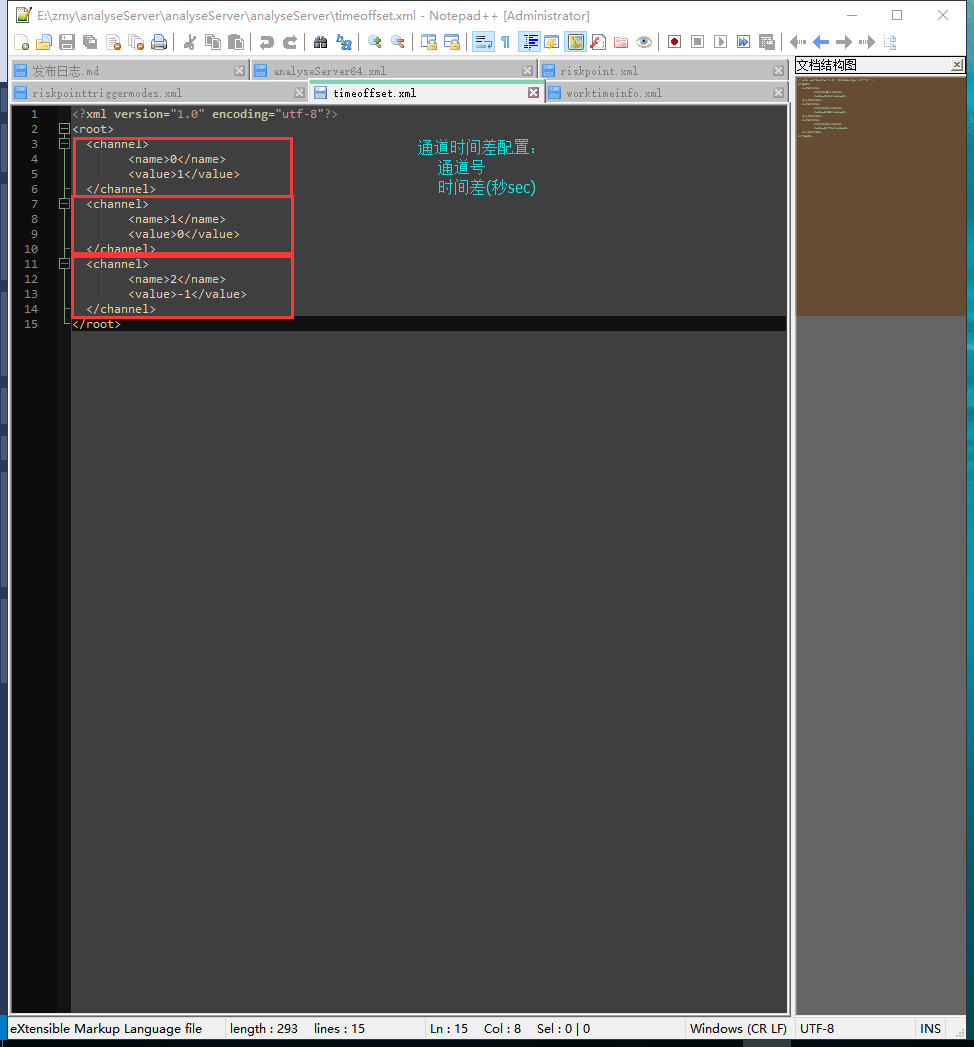 E:\zmy\analyseServer\analyseServer\analyseServer\timeoffset.xml - Notepad++ [Administrator]
发布日志.md
analyseServer64.xml
riskpoint.xml
文档结构图
riskpointtriggermodes.xml
timeoffset.xml
worktimeinfo.xml
1 <?xml version="1.0" encoding="utf-8"?>
2 <root>
3 <channel>
4 <name>0</name>
5 <value>1</value>
6 </channel>
7 <channel>
8 <name>1</name>
9 <value>0</value>
10 </channel>
11 <channel>
12 <name>2</name>
13 <value>-1</value>
14 </channel>
15 </root>
通道时间差配置:
通道号
时间差(秒sec)
eXtensible Markup Language file length : 293 lines : 15 Ln : 15 Col : 8 Sel : 0 | 0 Windows (CR LF) UTF-8 INS